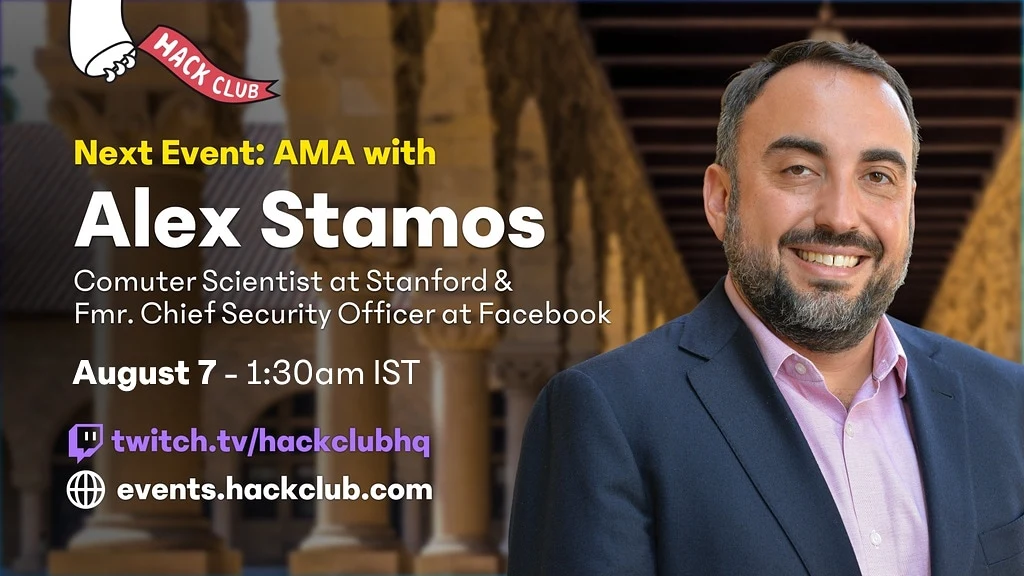 HACK CLUB
Next Event: AMA with
Alex Stamos
Comuter Scientist at Stanford &
Fmr. Chief Security Officer at Facebook
August 7 - 1:30am IST
twitch.tv/hackclubhq
events.hackclub.com